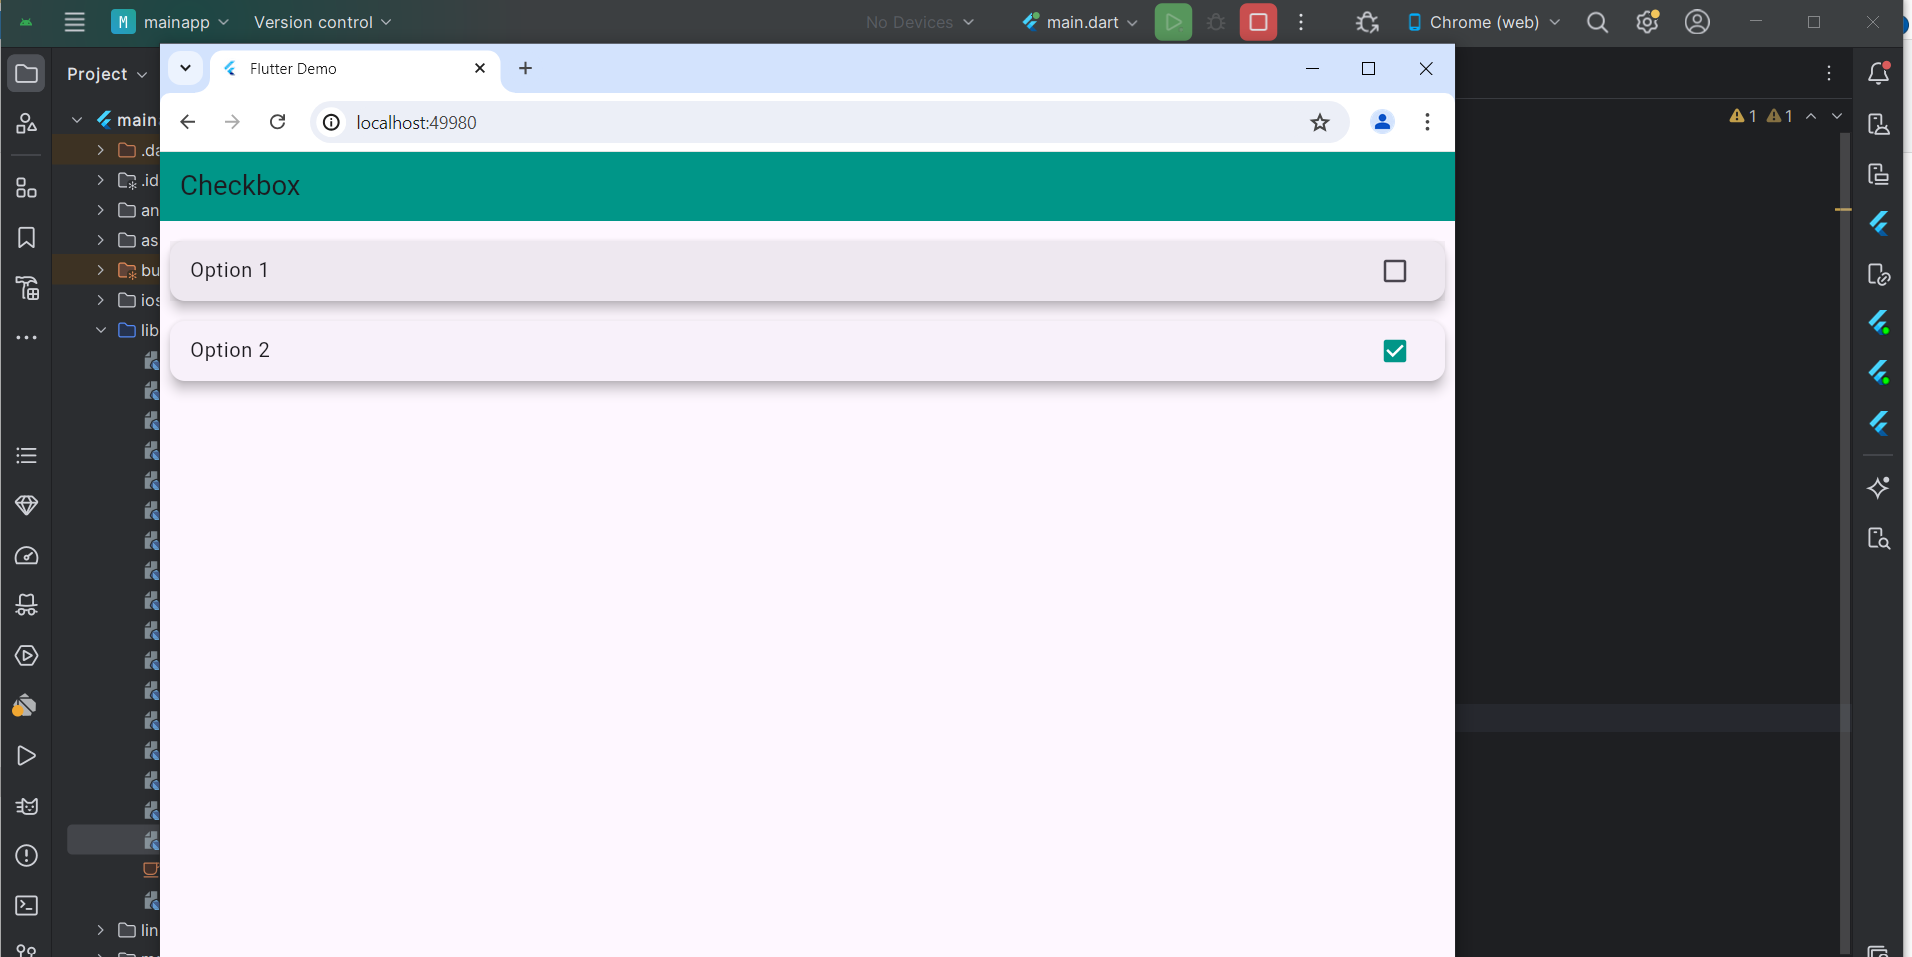 M mainapp Version control No Devices main.dart Chrome (web)
Project
Flutter Demo
localhost:49980
1 1
main
.da
.id
an
as
bu
ios
lib
lin
Checkbox
Option 1
Option 2